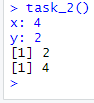 > task_2()
x: 4
y: 2
[1] 2
[1] 4
>